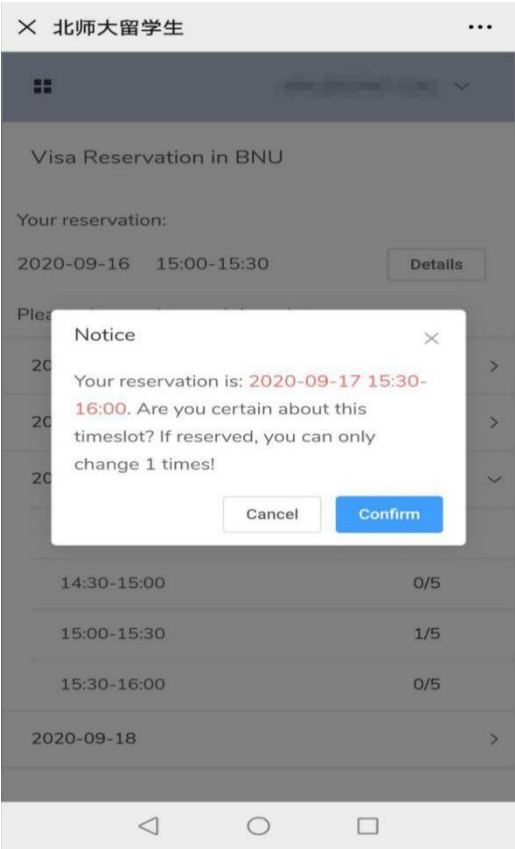 北师大留学生
Visa Reservation in BNU
Your reservation:
2020-09-16 15:00-15:30
Details
Notice
Your reservation is: 2020-09-17 15:30-
16:00. Are you certain about this
timeslot? If reserved, you can only
change 1 times!
Cancel
Confirm
14:30-15:00 0/5
15:00-15:30 1/5
15:30-16:00 0/5
2020-09-18